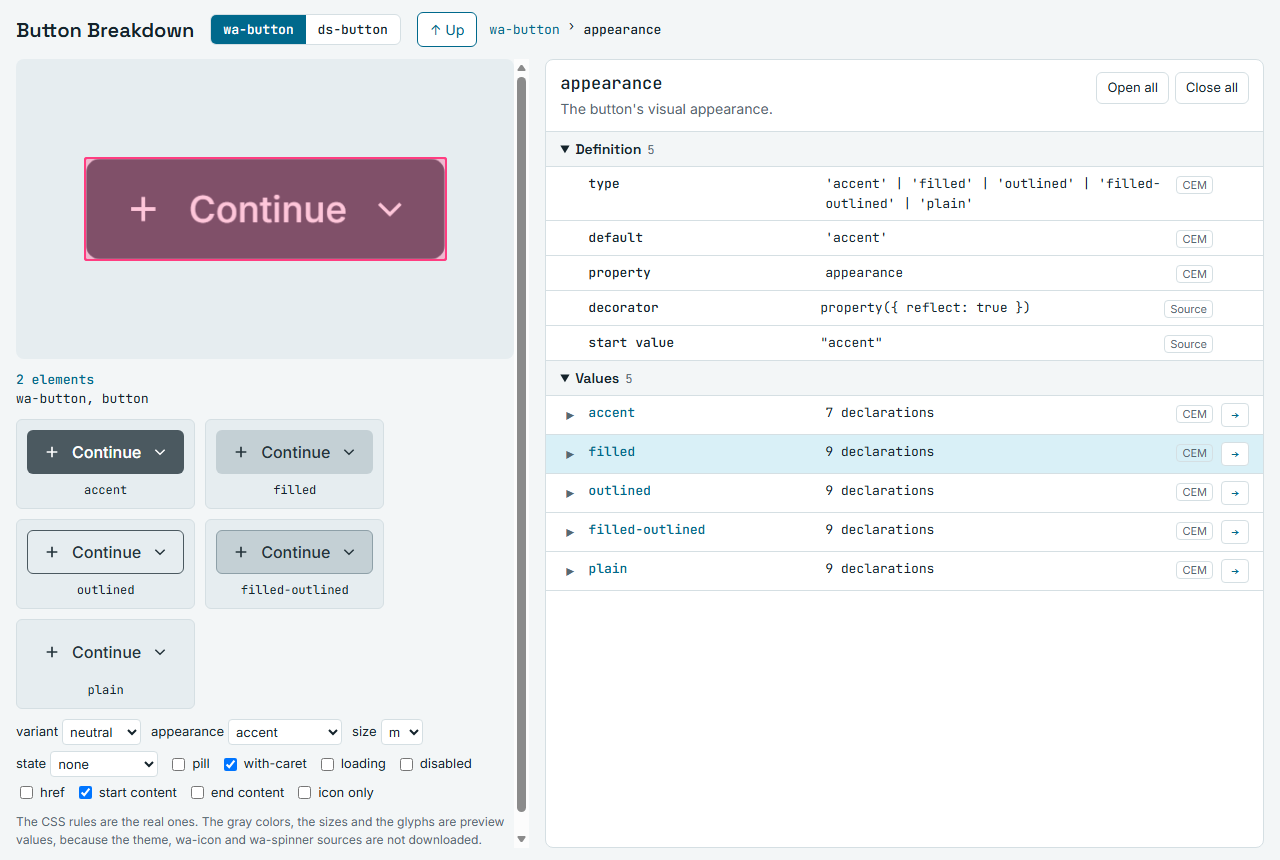 Button Breakdown
wa-button ds-button
↑ Up
wa-button › appearance
+ Continue
2 elements
wa-button, button
+ Continue
accent
+ Continue
filled
+ Continue
outlined
+ Continue
filled-outlined
+ Continue
plain
variant neutral appearance accent size m
state none pill with-caret loading disabled
href start content end content icon only
The CSS rules are the real ones. The gray colors, the sizes and the glyphs are preview
values, because the theme, wa-icon and wa-spinner sources are not downloaded.
appearance
The button's visual appearance.
Open all Close all
▼ Definition 5
type 'accent' | 'filled' | 'outlined' | 'filled-
outlined' | 'plain' CEM
default 'accent' CEM
property appearance CEM
decorator property({ reflect: true }) Source
start value "accent" Source
▼ Values 5
▶ accent 7 declarations CEM →
▶ filled 9 declarations CEM →
▶ outlined 9 declarations CEM →
▶ filled-outlined 9 declarations CEM →
▶ plain 9 declarations CEM →